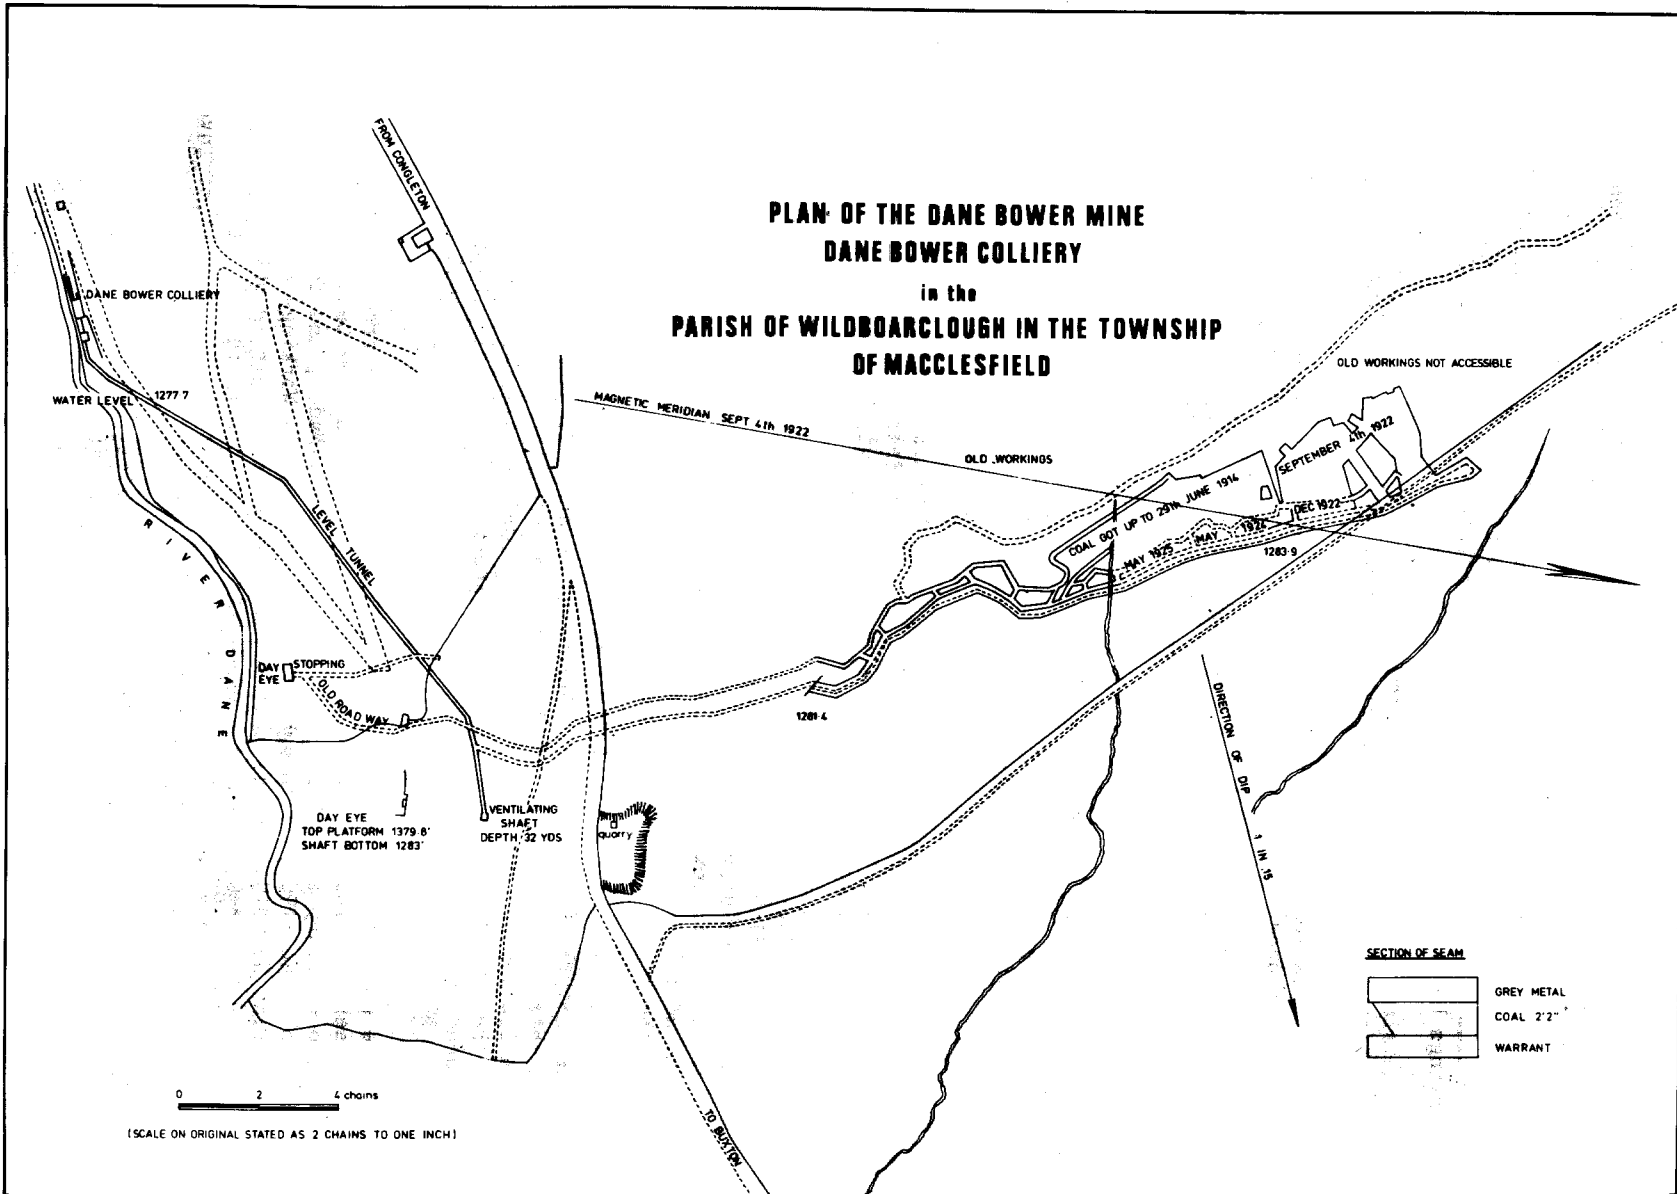 PLAN OF THE DANE BOWER MINE
DANE BOWER COLLIERY
in the
PARISH OF WILDBOARCLOUGH IN THE TOWNSHIP
OF MACCLESFIELD
FROM CONGLETON
DANE BOWER COLLIERY
WATER LEVEL
1277 7
LEVEL TUNNEL
RIVER DANE
MAGNETIC MERIDIAN SEPT 4th 1922
OLD WORKINGS
OLD WORKINGS NOT ACCESSIBLE
SEPTEMBER 4th 1922
COAL GOT UP TO 29th JUNE 1914
DEC 1922
MAY 1925
MAY
1924
1283·9
1281·4
DAY
EYE
STOPPING
OLD ROAD WAY
DAY EYE
TOP PLATFORM 1379·8'
SHAFT BOTTOM 1283'
VENTILATING
SHAFT
DEPTH 32 YDS
quarry
DIRECTION OF DIP 1 IN 15
TO BUXTON
SECTION OF SEAM
GREY METAL
COAL 2'2"
WARRANT
0 2 4 chains
(SCALE ON ORIGINAL STATED AS 2 CHAINS TO ONE INCH)